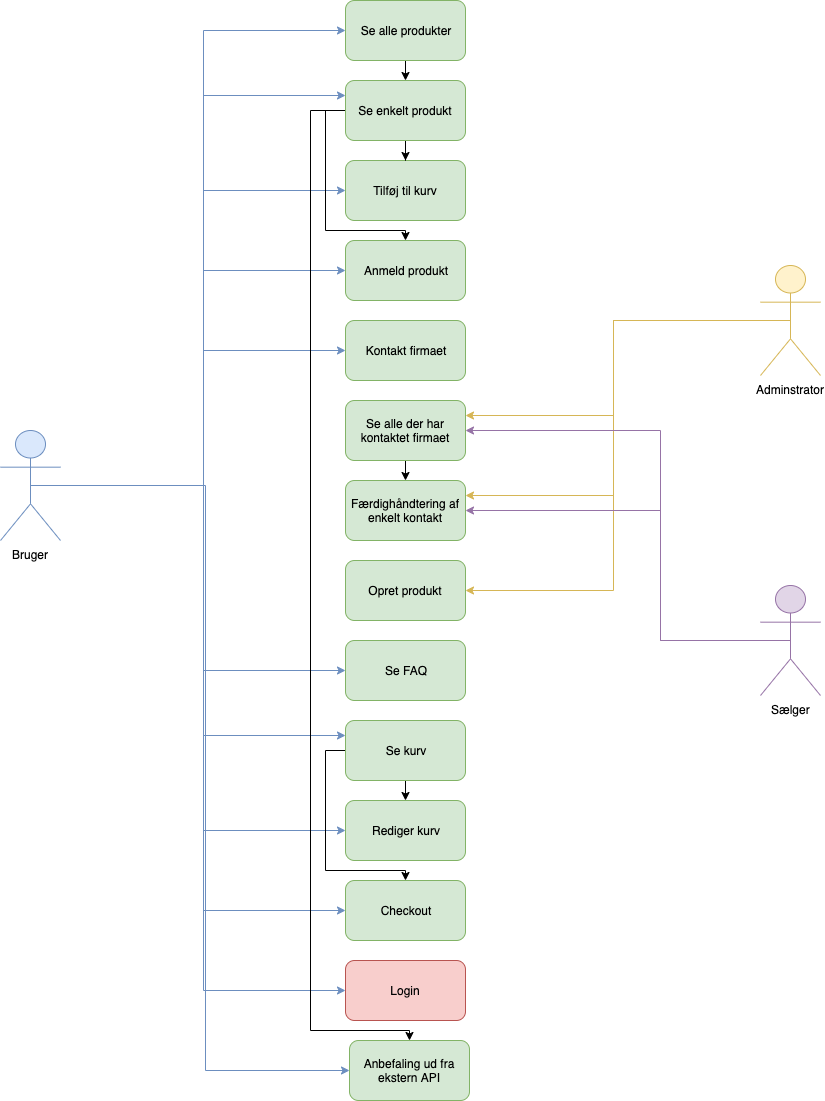 Se alle produkter
Se enkelt produkt
Tilføj til kurv
Anmeld produkt
Kontakt firmaet
Se alle der har
kontaktet firmaet
Færdighåndtering af
enkelt kontakt
Opret produkt
Se FAQ
Se kurv
Rediger kurv
Checkout
Login
Anbefaling ud fra
ekstern API
Bruger
Adminstrator
Sælger